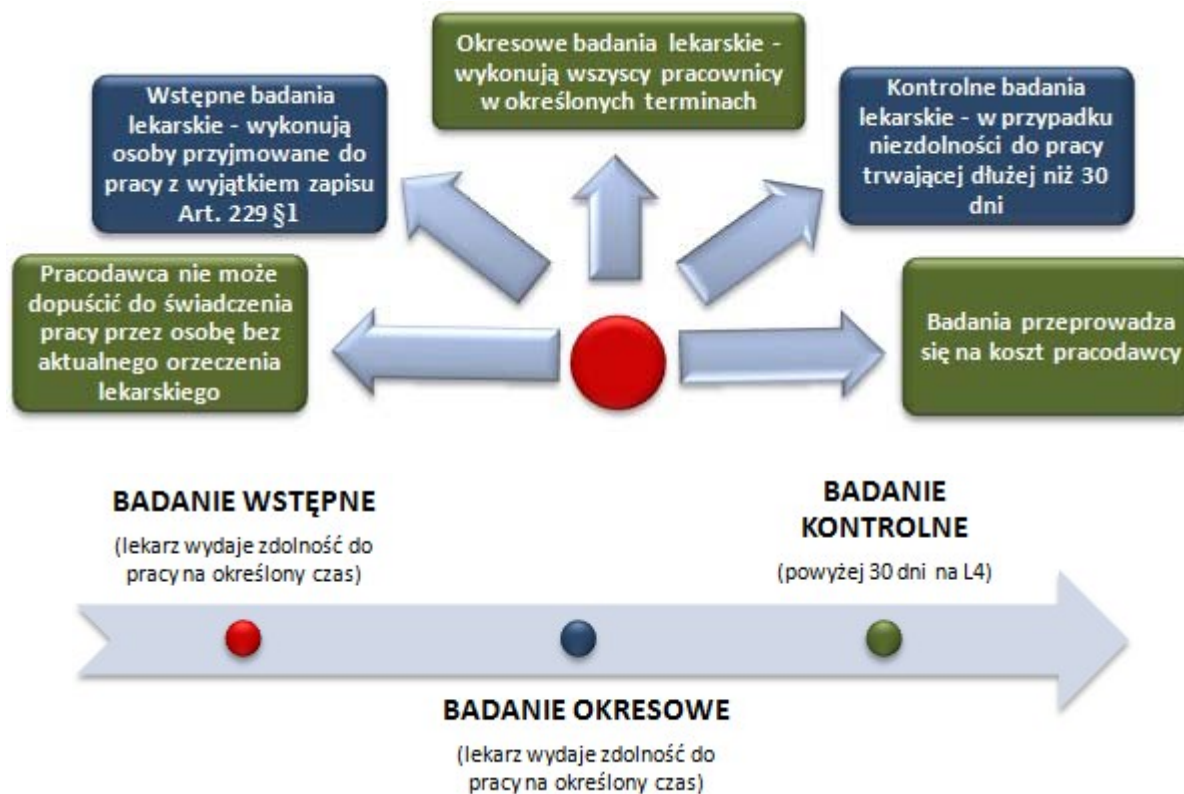 Okresowe badania lekarskie -
wykonują wszyscy pracownicy
w określonych terminach
Wstępne badania
lekarskie - wykonują
osoby przyjmowane do
pracy z wyjątkiem zapisu
Art. 229 §1
Kontrolne badania
lekarskie - w przypadku
niezdolności do pracy
trwającej dłużej niż 30
dni
Pracodawca nie może
dopuścić do świadczenia
pracy przez osobę bez
aktualnego orzeczenia
lekarskiego
Badania przeprowadza
się na koszt pracodawcy
BADANIE WSTĘPNE
(lekarz wydaje zdolność do
pracy na określony czas)
BADANIE
KONTROLNE
(powyżej 30 dni na L4)
BADANIE OKRESOWE
(lekarz wydaje zdolność do
pracy na określony czas)